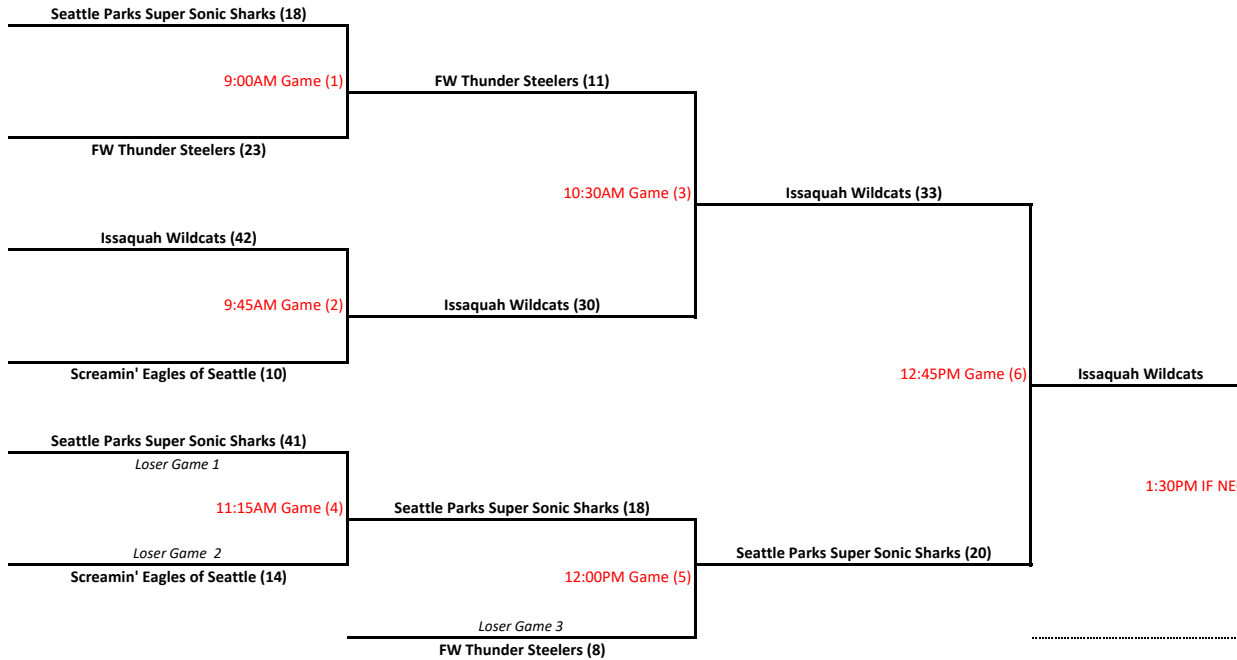 Seattle Parks Super Sonic Sharks (18)
9:00AM Game (1)
FW Thunder Steelers (11)
FW Thunder Steelers (23)
10:30AM Game (3)
Issaquah Wildcats (33)
Issaquah Wildcats (42)
9:45AM Game (2)
Issaquah Wildcats (30)
Screamin' Eagles of Seattle (10)
12:45PM Game (6)
Issaquah Wildcats
Seattle Parks Super Sonic Sharks (41)
Loser Game 1
1:30PM IF NE
11:15AM Game (4)
Seattle Parks Super Sonic Sharks (18)
Loser Game 2
Seattle Parks Super Sonic Sharks (20)
Screamin' Eagles of Seattle (14)
12:00PM Game (5)
Loser Game 3
FW Thunder Steelers (8)